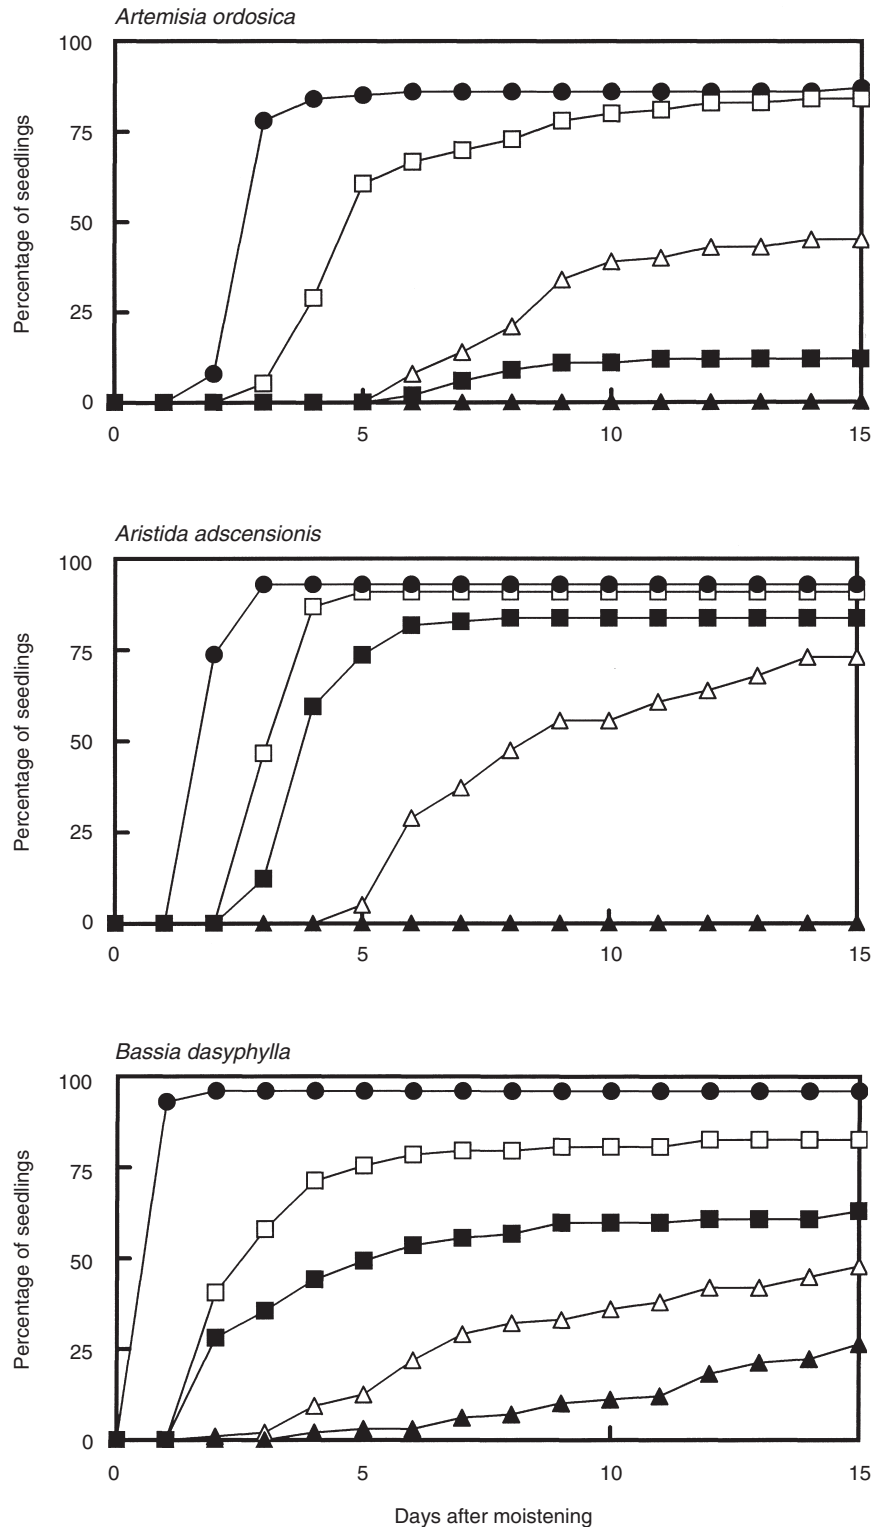 Artemisia ordosica
100
75
50
25
0
Percentage of seedlings
0 5 10 15
Aristida adscensionis
100
75
50
25
0
Percentage of seedlings
0 5 10 15
Bassia dasyphylla
100
75
50
25
0
Percentage of seedlings
0 5 10 15
Days after moistening